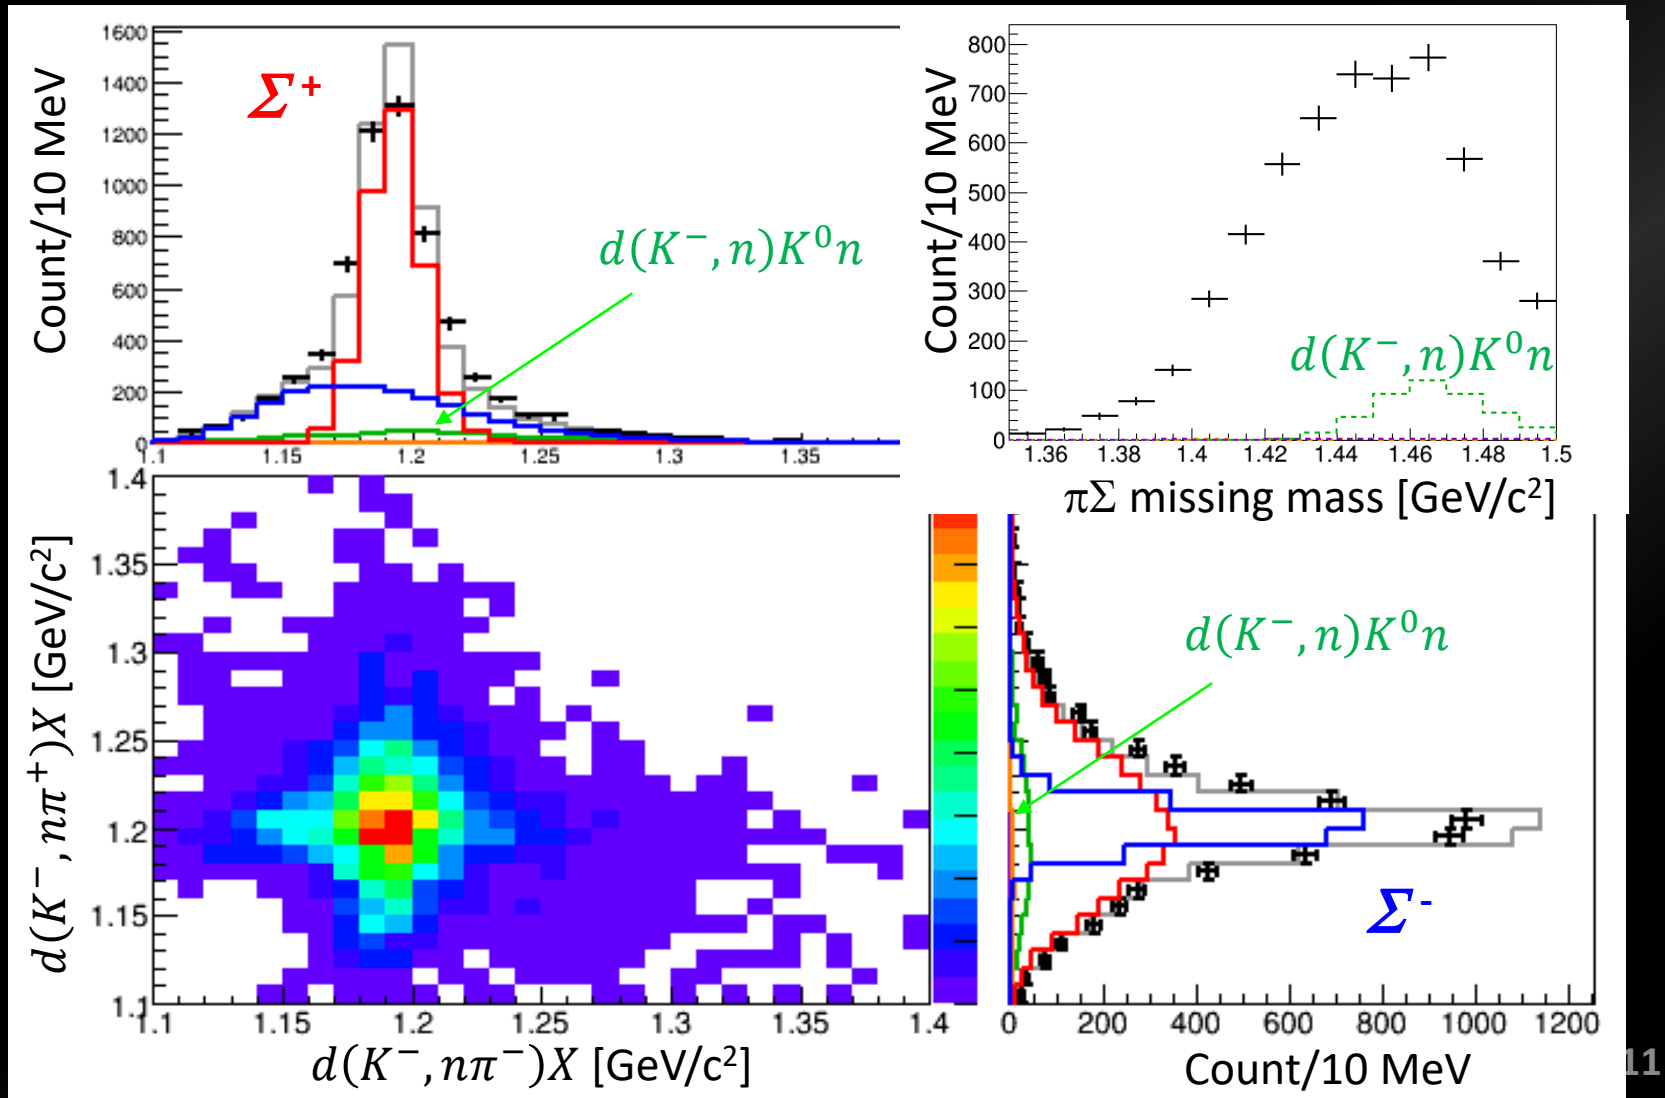 Count/10 MeV
1600
1400
1200
1000
800
600
400
200
0
Σ+
d(K⁻, n)K⁰n
1.1 1.15 1.2 1.25 1.3 1.35
Count/10 MeV
800
700
600
500
400
300
200
100
0
d(K⁻, n)K⁰n
1.36 1.38 1.4 1.42 1.44 1.46 1.48 1.5
πΣ missing mass [GeV/c²]
d(K⁻, nπ⁺)X [GeV/c²]
1.4
1.35
1.3
1.25
1.2
1.15
1.1
1.1 1.15 1.2 1.25 1.3 1.35 1.4
d(K⁻, nπ⁻)X [GeV/c²]
d(K⁻, n)K⁰n
Σ-
0 200 400 600 800 1000 1200
Count/10 MeV
11